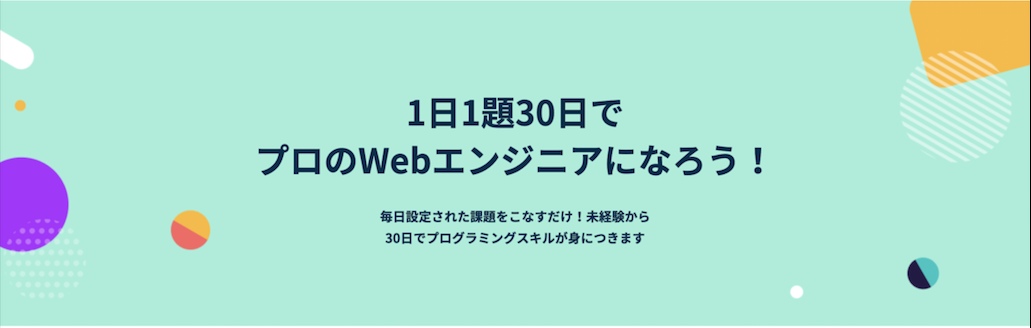 1日1題30日で
プロのWebエンジニアになろう！
毎日設定された課題をこなすだけ！未経験から
30日でプログラミングスキルが身につきます